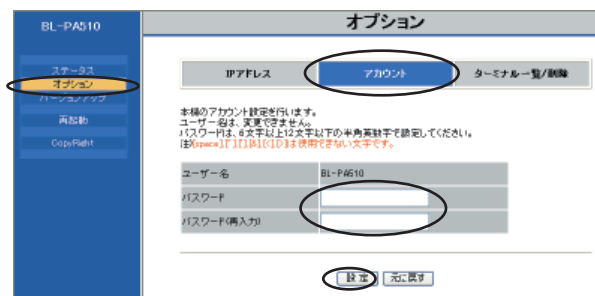 BL-PA510
オプション
ステータス
オプション
バージョンアップ
再起動
CopyRight
IPアドレス
アカウント
ターミナル一覧/削除
本機のアカウント設定を行います。
ユーザー名は、変更できません。
パスワードは、6文字以上12文字以下の半角英数字で設定してください。
ユーザー名
BL-PA510
パスワード
パスワード(再入力)
設定
元に戻す